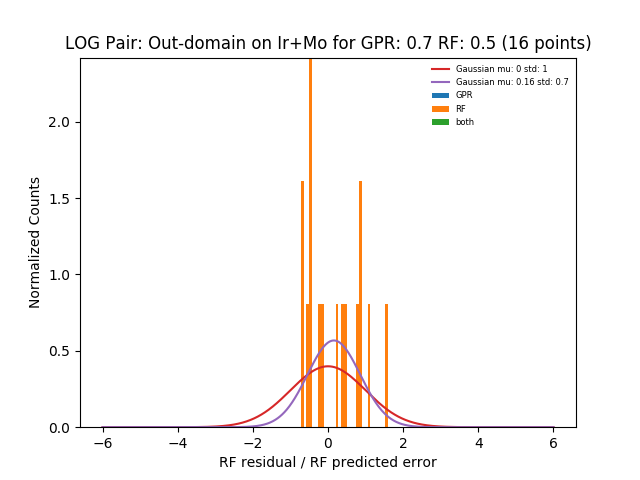 LOG Pair: Out-domain on Ir+Mo for GPR: 0.7 RF: 0.5 (16 points)
Gaussian mu: 0 std: 1
Gaussian mu: 0.16 std: 0.7
GPR
RF
both
Normalized Counts
2.0
1.5
1.0
0.5
0.0
−6 −4 −2 0 2 4 6
RF residual / RF predicted error